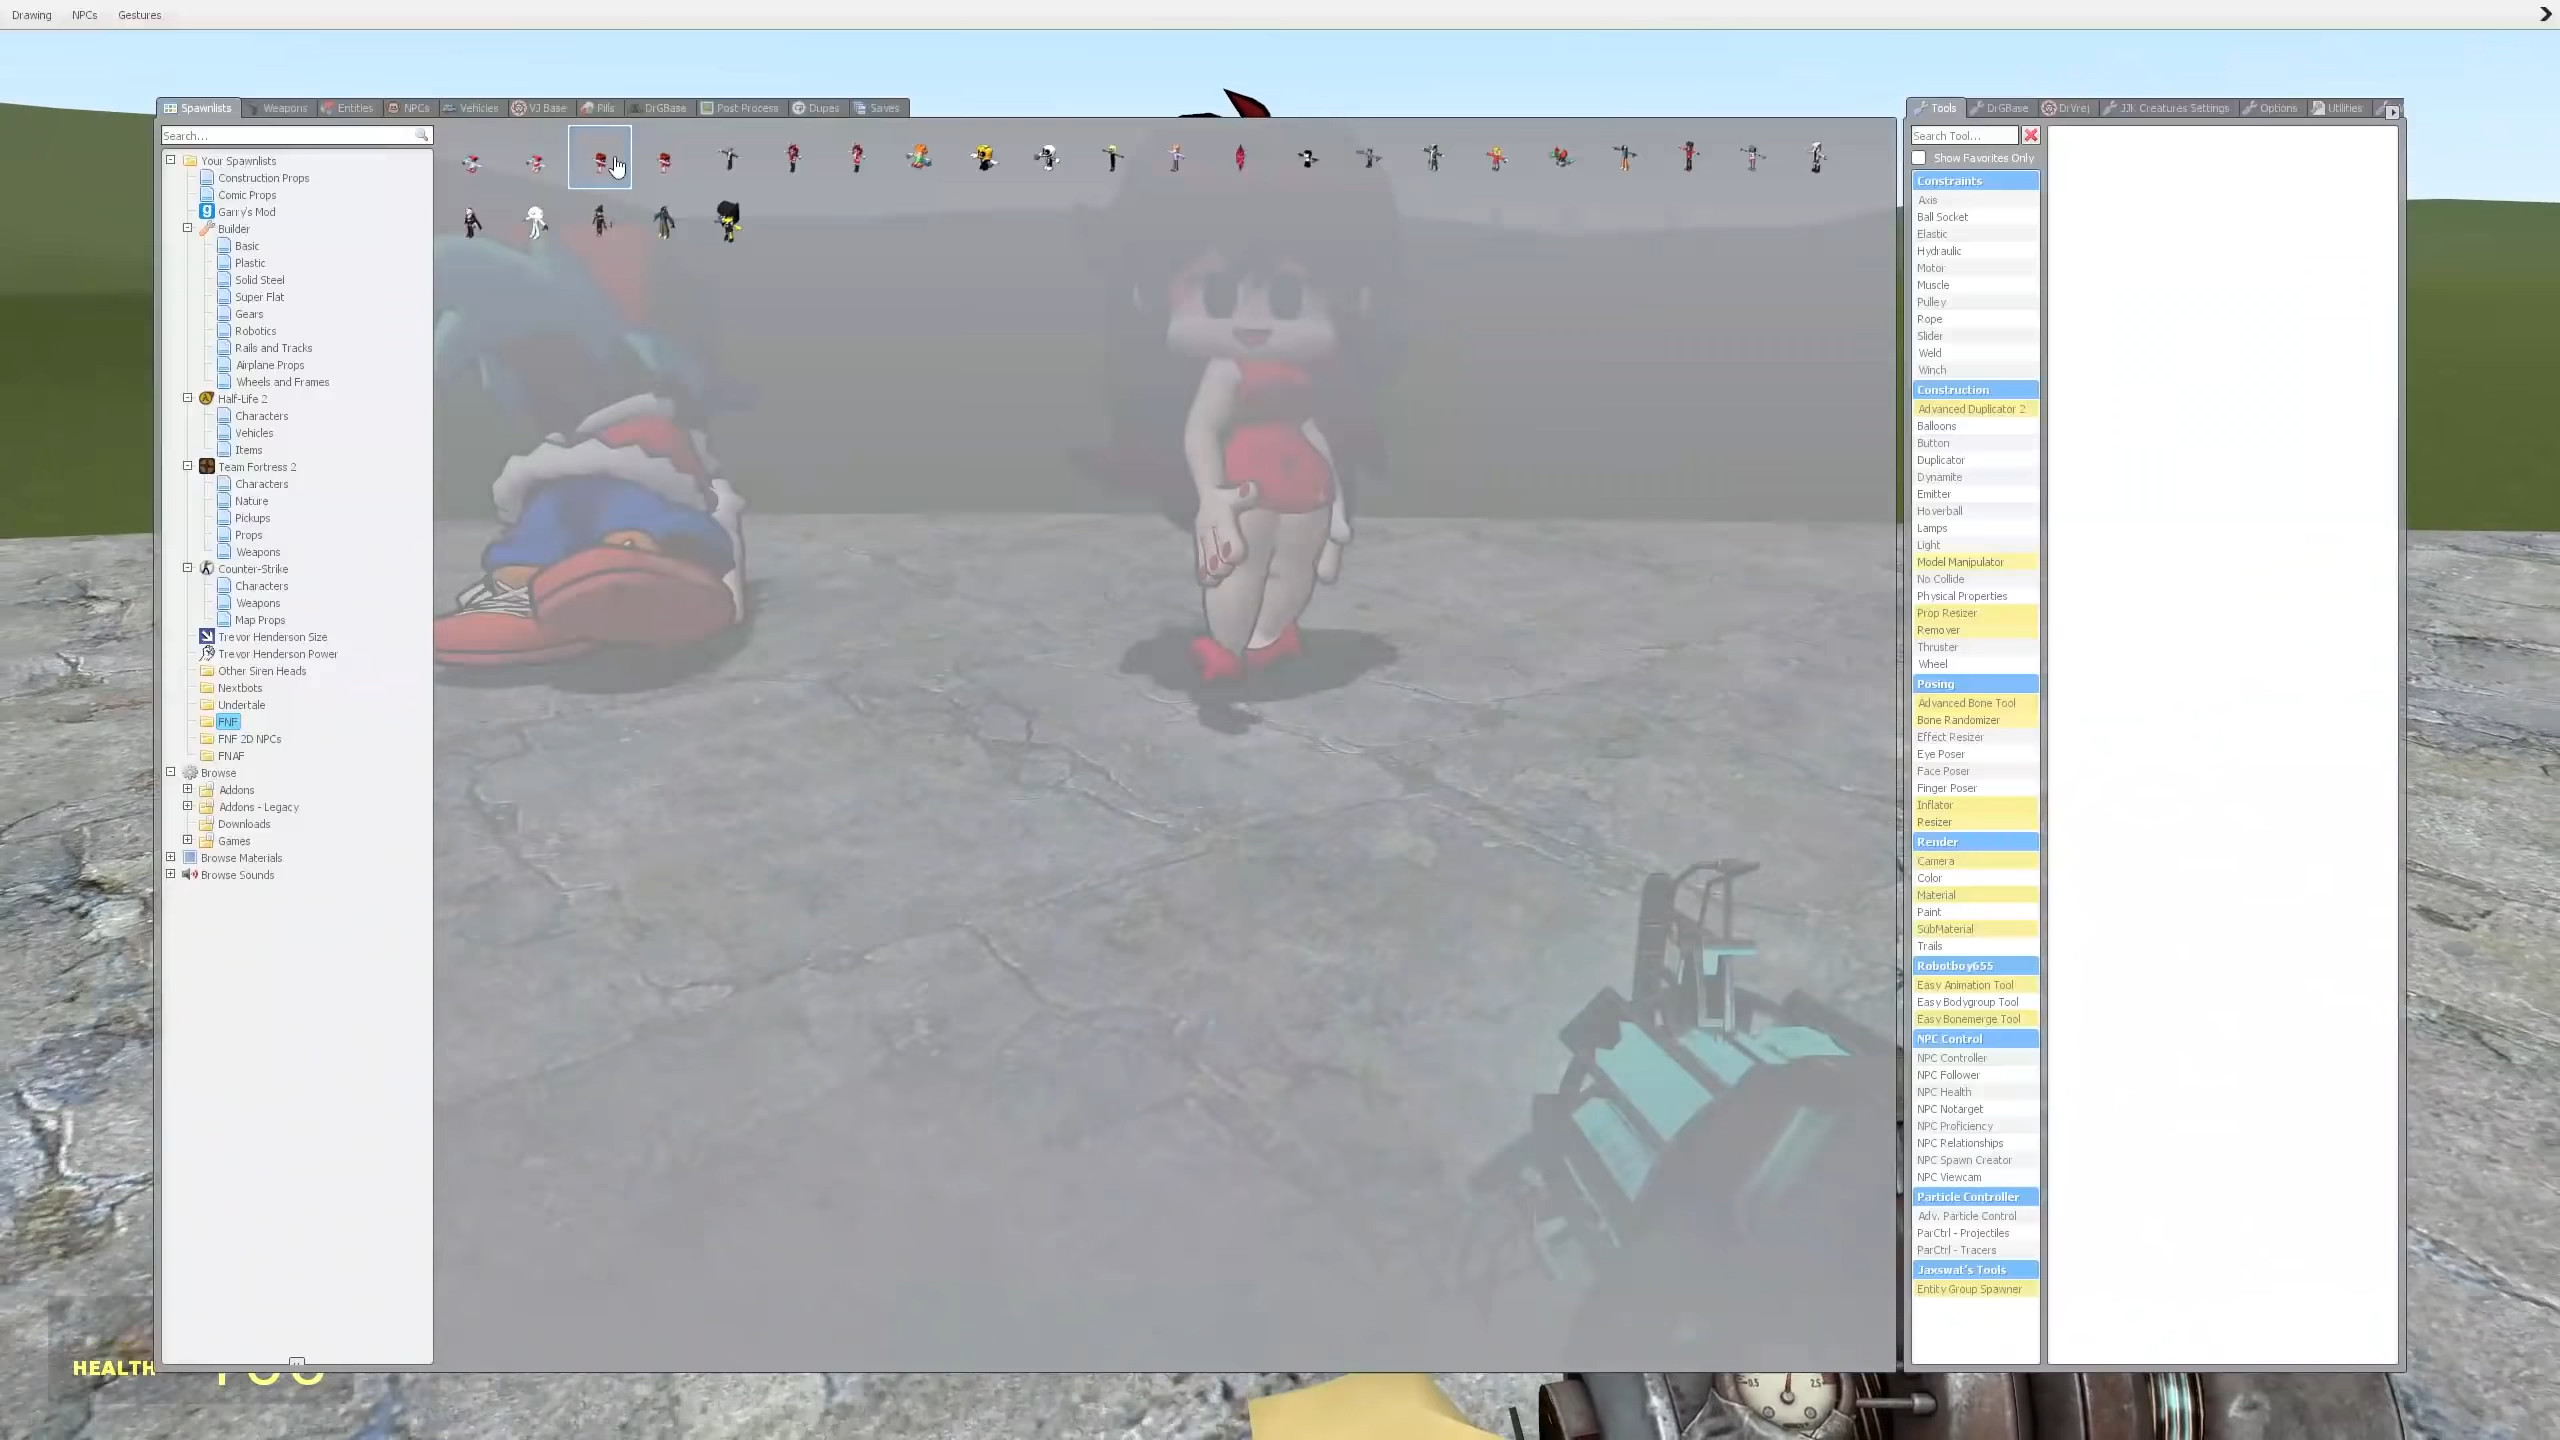 Drawing NPCs Gestures
Spawnlists Weapons Entities NPCs Vehicles VJ Base Pills DrGBase Post Process Dupes Saves
Search...
Your Spawnlists
Construction Props
Comic Props
Garry's Mod
Builder
Basic
Plastic
Solid Steel
Super Flat
Gears
Robotics
Rails and Tracks
Airplane Props
Wheels and Frames
Half-Life 2
Characters
Vehicles
Items
Team Fortress 2
Characters
Nature
Pickups
Props
Weapons
Counter-Strike
Characters
Weapons
Map Props
Trevor Henderson Size
Trevor Henderson Power
Other Siren Heads
Nextbots
Undertale
FNF
FNF 2D NPCs
FNAF
Browse
Addons
Addons - Legacy
Downloads
Games
Browse Materials
Browse Sounds
HEALTH
Tools DrGBase DrVrej JJK Creatures Settings Options Utilities
Search Tool...
Show Favorites Only
Constraints
Axis
Ball Socket
Elastic
Hydraulic
Motor
Muscle
Pulley
Rope
Slider
Weld
Winch
Construction
Advanced Duplicator 2
Balloons
Button
Duplicator
Dynamite
Emitter
Hoverball
Lamps
Light
Model Manipulator
No Collide
Physical Properties
Prop Resizer
Remover
Thruster
Wheel
Posing
Advanced Bone Tool
Bone Randomizer
Effect Resizer
Eye Poser
Face Poser
Finger Poser
Inflator
Resizer
Render
Camera
Color
Material
Paint
SubMaterial
Trails
Robotboy655
Easy Animation Tool
Easy Bodygroup Tool
Easy Bonemerge Tool
NPC Control
NPC Controller
NPC Follower
NPC Health
NPC Notarget
NPC Proficiency
NPC Relationships
NPC Spawn Creator
NPC Viewcam
Particle Controller
Adv. Particle Control
ParCtrl - Projectiles
ParCtrl - Tracers
Jaxswat's Tools
Entity Group Spawner